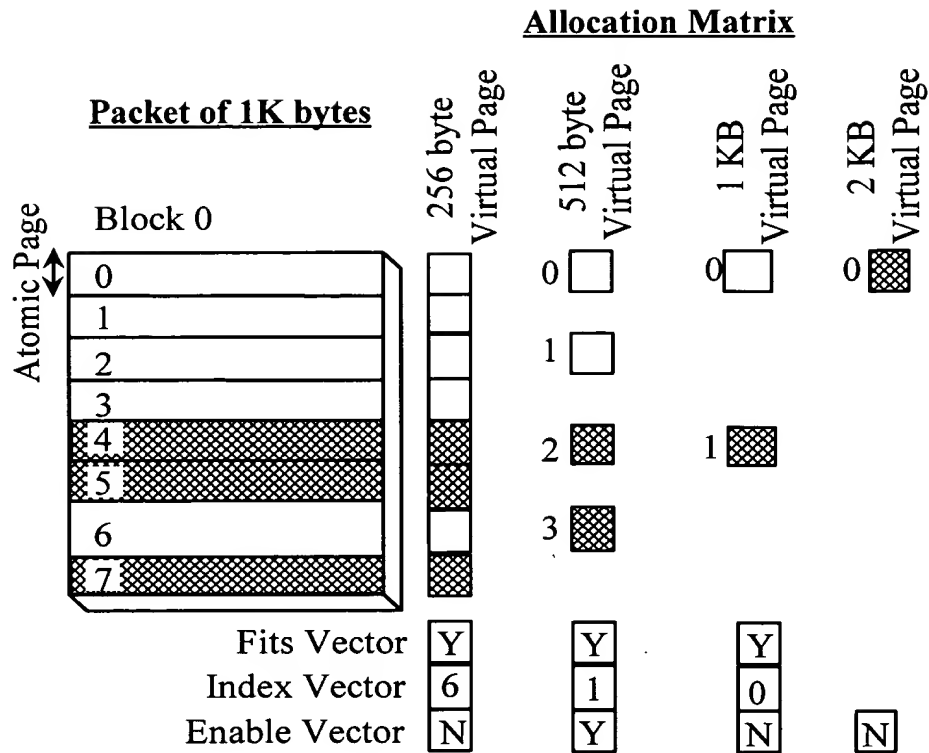 Allocation Matrix
Packet of 1K bytes
256 byte
Virtual Page
512 byte
Virtual Page
1 KB
Virtual Page
2 KB
Virtual Page
Block 0
Atomic Page
0
1
2
3
4
5
6
7
0
1
2
3
0
1
0
Fits Vector Y Y Y
Index Vector 6 1 0
Enable Vector N Y N N